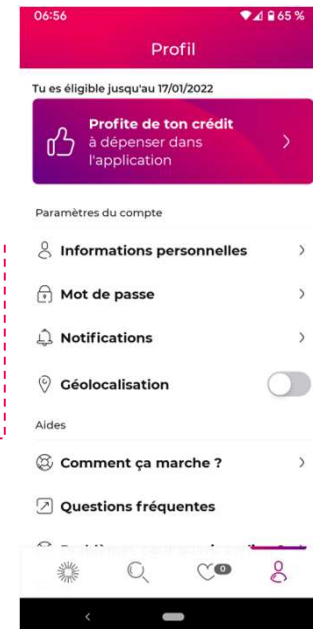 06:56
65 %
Profil
Tu es éligible jusqu'au 17/01/2022
Profite de ton crédit
à dépenser dans
l'application
Paramètres du compte
Informations personnelles
Mot de passe
Notifications
Géolocalisation
Aides
Comment ça marche ?
Questions fréquentes
0